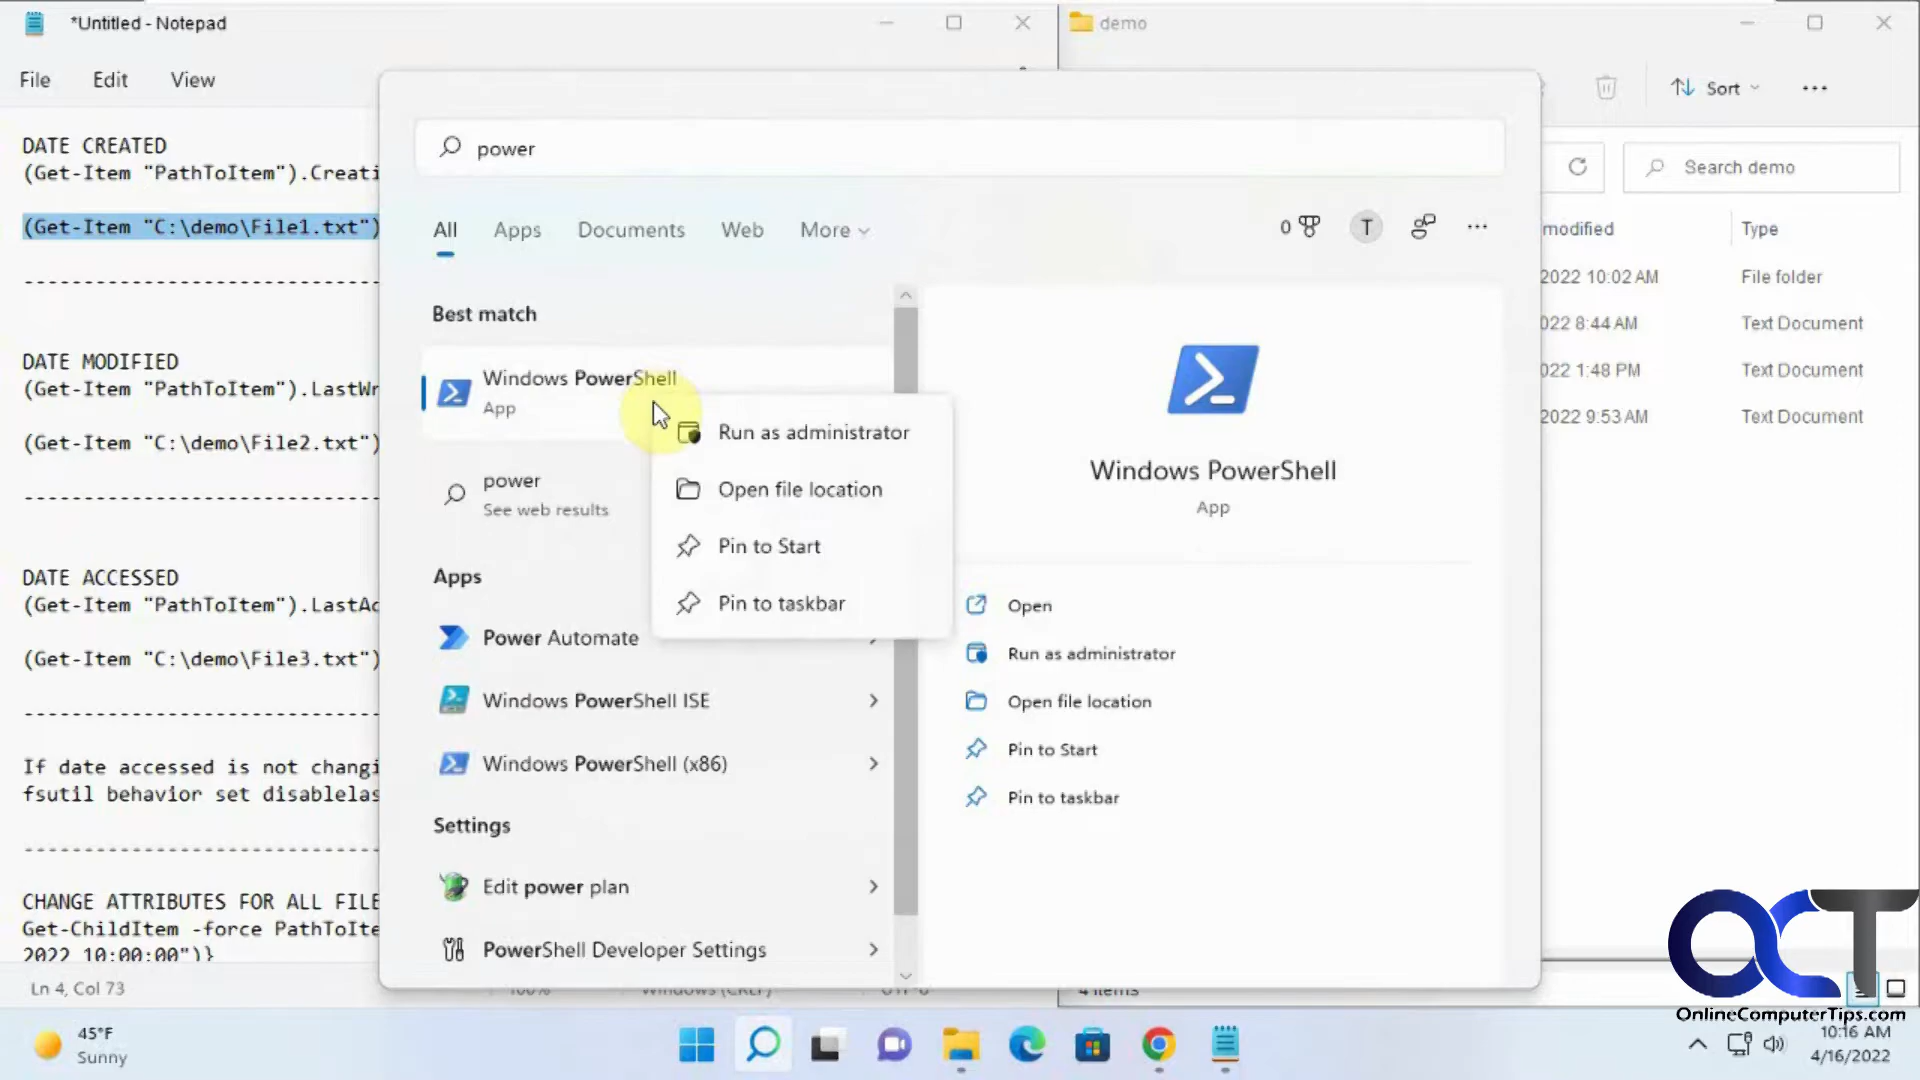 *Untitled - Notepad
File Edit View
DATE CREATED
(Get-Item "PathToItem").Creati
(Get-Item "C:\demo\File1.txt")
---------------------------------
DATE MODIFIED
(Get-Item "PathToItem").LastWr
(Get-Item "C:\demo\File2.txt")
---------------------------------
DATE ACCESSED
(Get-Item "PathToItem").LastAc
(Get-Item "C:\demo\File3.txt")
---------------------------------
If date accessed is not changi
fsutil behavior set disablelas
---------------------------------
CHANGE ATTRIBUTES FOR ALL FILE
Get-ChildItem -force PathToIte
2022 10:00:00")}
Ln 4, Col 73
100% Windows (CRLF) UTF-8
power
All Apps Documents Web More
0 T
Best match
Windows PowerShell
App
power
See web results
Apps
Power Automate
Windows PowerShell ISE
Windows PowerShell (x86)
Settings
Edit power plan
PowerShell Developer Settings
Run as administrator
Open file location
Pin to Start
Pin to taskbar
Windows PowerShell
App
Open
Run as administrator
Open file location
Pin to Start
Pin to taskbar
demo
Sort
Search demo
modified Type
2022 10:02 AM File folder
022 8:44 AM Text Document
022 1:48 PM Text Document
2022 9:53 AM Text Document
4 items
OCT
OnlineComputerTips.com
45°F
Sunny
10:16 AM
4/16/2022